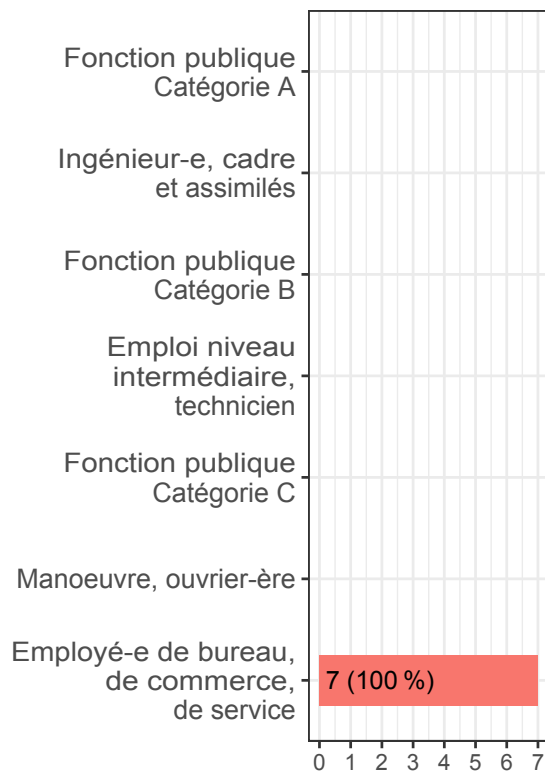 Fonction publique
Catégorie A
Ingénieur-e, cadre
et assimilés
Fonction publique
Catégorie B
Emploi niveau
intermédiaire,
technicien
Fonction publique
Catégorie C
Manoeuvre, ouvrier-ère
Employé-e de bureau,
de commerce,
de service
7 (100 %)
0 1 2 3 4 5 6 7